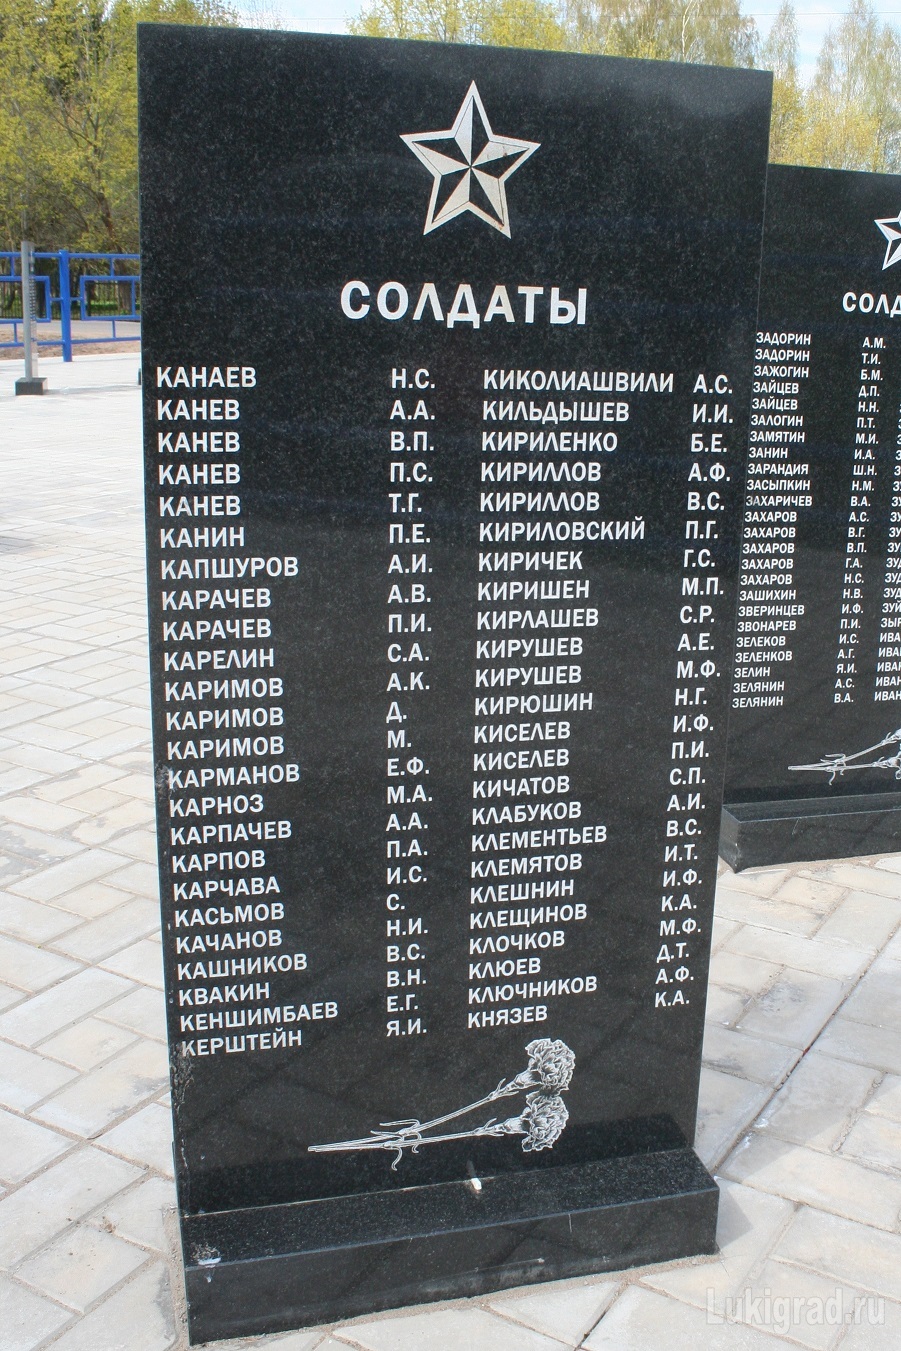 СОЛДАТЫ
КАНАЕВ Н.С.
КАНЕВ А.А.
КАНЕВ В.П.
КАНЕВ П.С.
КАНЕВ Т.Г.
КАНИН П.Е.
КАПШУРОВ А.И.
КАРАЧЕВ А.В.
КАРАЧЕВ П.И.
КАРЕЛИН С.А.
КАРИМОВ А.К.
КАРИМОВ Д.
КАРИМОВ М.
КАРМАНОВ Е.Ф.
КАРНОЗ М.А.
КАРПАЧЕВ А.А.
КАРПОВ П.А.
КАРЧАВА И.С.
КАСЬМОВ С.
КАЧАНОВ Н.И.
КАШНИКОВ В.С.
КВАКИН В.Н.
КЕНШИМБАЕВ Е.Г.
КЕРШТЕЙН Я.И.
КИКОЛИАШВИЛИ А.С.
КИЛЬДЫШЕВ И.И.
КИРИЛЕНКО Б.Е.
КИРИЛЛОВ А.Ф.
КИРИЛЛОВ В.С.
КИРИЛОВСКИЙ П.Г.
КИРИЧЕК Г.С.
КИРИШЕН М.П.
КИРЛАШЕВ С.Р.
КИРУШЕВ А.Е.
КИРУШЕВ М.Ф.
КИРЮШИН Н.Г.
КИСЕЛЕВ И.Ф.
КИСЕЛЕВ П.И.
КИЧАТОВ С.П.
КЛАБУКОВ А.И.
КЛЕМЕНТЬЕВ В.С.
КЛЕМЯТОВ И.Т.
КЛЕШНИН И.Ф.
КЛЕЩИНОВ К.А.
КЛОЧКОВ М.Ф.
КЛЮЕВ Д.Т.
КЛЮЧНИКОВ А.Ф.
КНЯЗЕВ К.А.
ЗАДОРИН А.М.
ЗАДОРИН Т.И.
ЗАЖОГИН Б.М.
ЗАЙЦЕВ Д.П.
ЗАЙЦЕВ Н.Н.
ЗАЛОГИН П.Т.
ЗАМЯТИН М.И.
ЗАНИН И.А.
ЗАРАНДИЯ Ш.Н.
ЗАСЫПКИН Н.М.
ЗАХАРИЧЕВ В.А.
ЗАХАРОВ А.С.
ЗАХАРОВ В.Г.
ЗАХАРОВ В.П.
ЗАХАРОВ Г.А.
ЗАХАРОВ Н.С.
ЗАШИХИН Н.В.
ЗВЕРИНЦЕВ И.Ф.
ЗВОНАРЕВ П.И.
ЗЕЛЕКОВ И.С.
ЗЕЛЕНКОВ А.Г.
ЗЕЛИН Я.И.
ЗЕЛЯНИН А.С.
ЗЕЛЯНИН В.А.
Lukigrad.ru